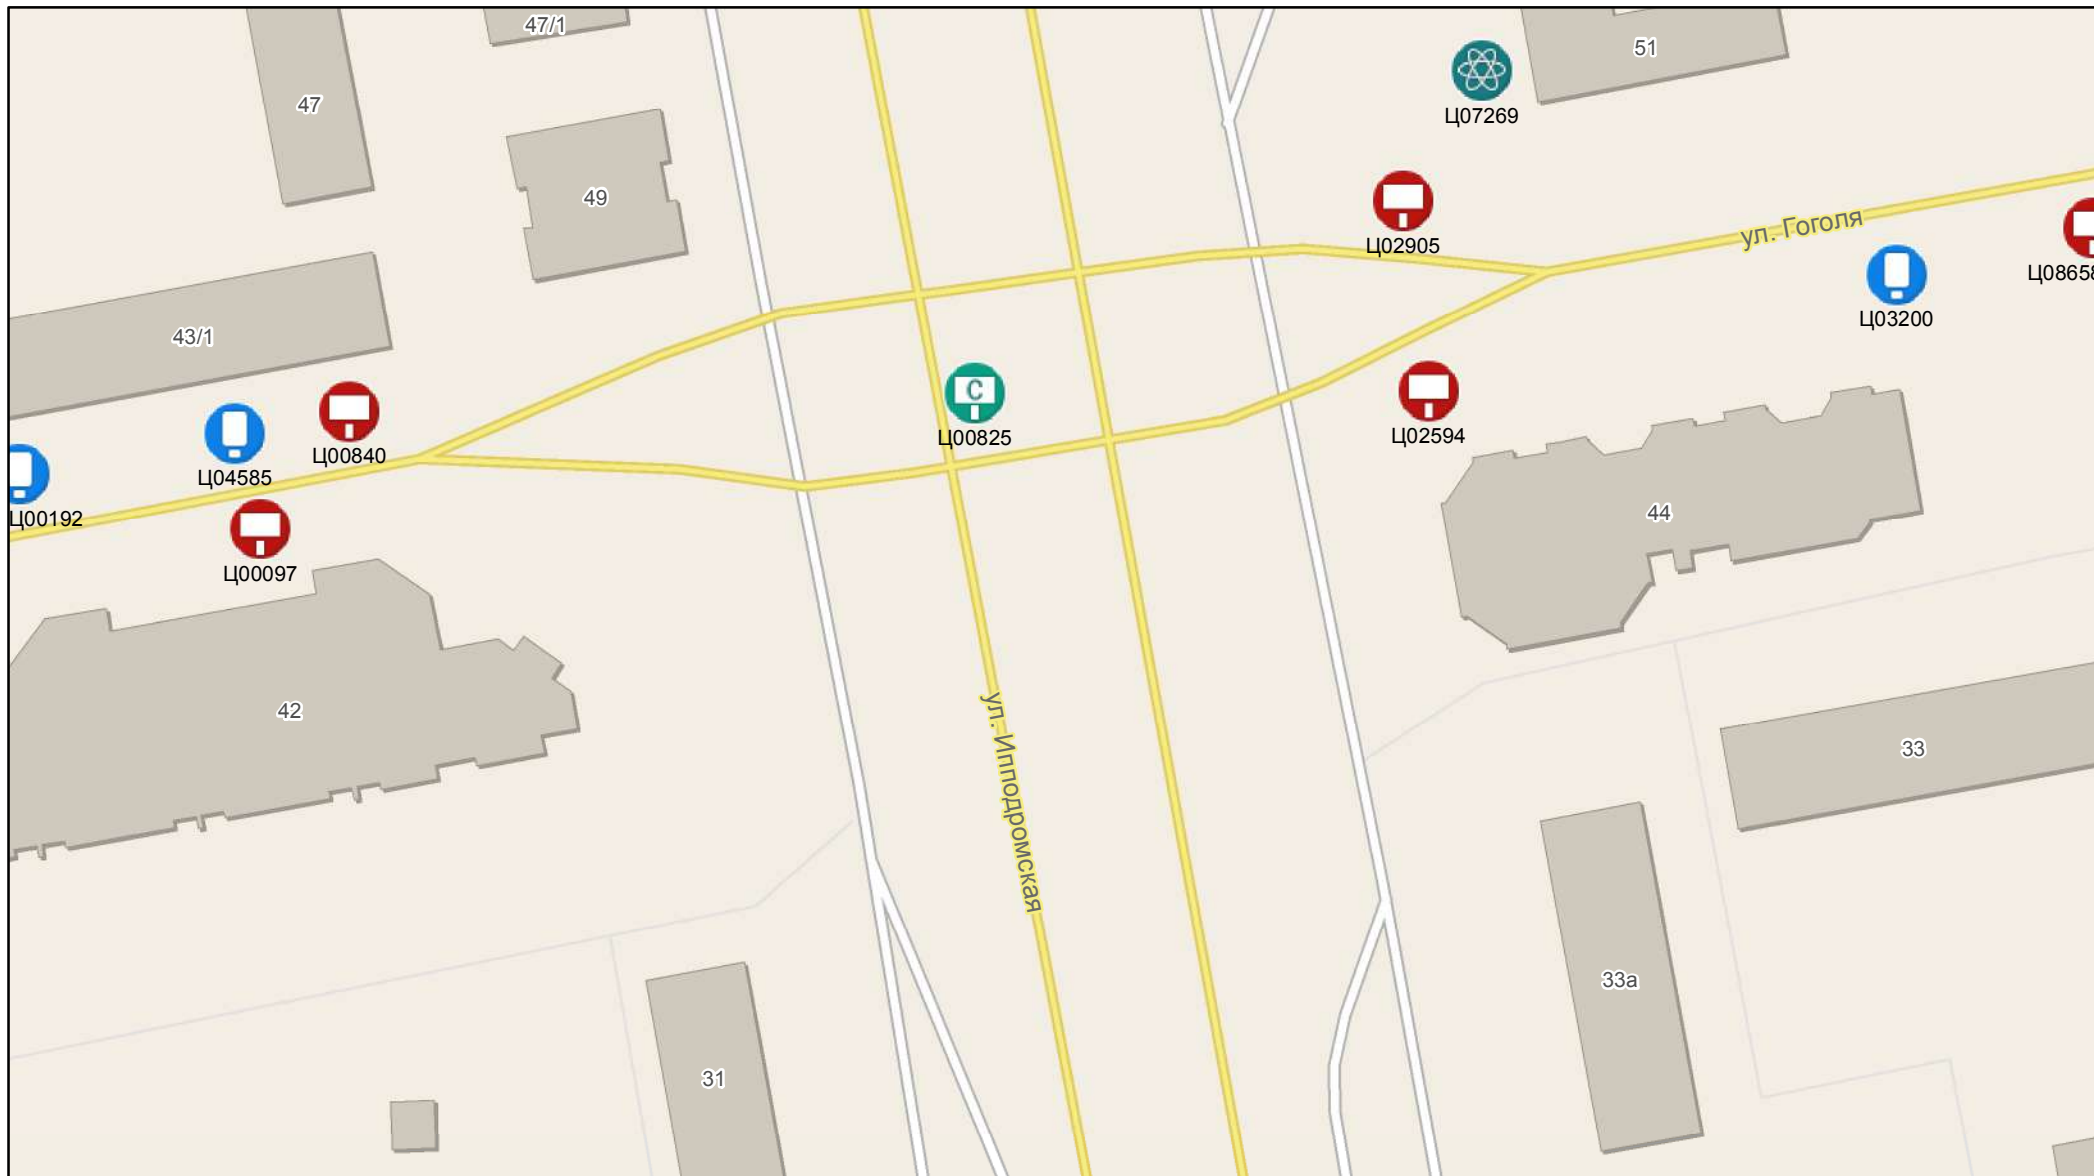 47/1
51
47
Ц07269
49
ул. Гоголя
Ц02905
Ц0865
Ц03200
43/1
С
Ц00825
Ц02594
Ц00840
Ц04585
Ц00192
44
Ц00097
42
33
ул. Ипподромская
33а
31